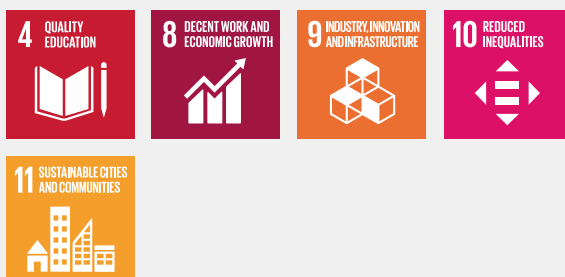 4 QUALITY
EDUCATION
8 DECENT WORK AND
ECONOMIC GROWTH
9 INDUSTRY, INNOVATION
AND INFRASTRUCTURE
10 REDUCED
INEQUALITIES
11 SUSTAINABLE CITIES
AND COMMUNITIES